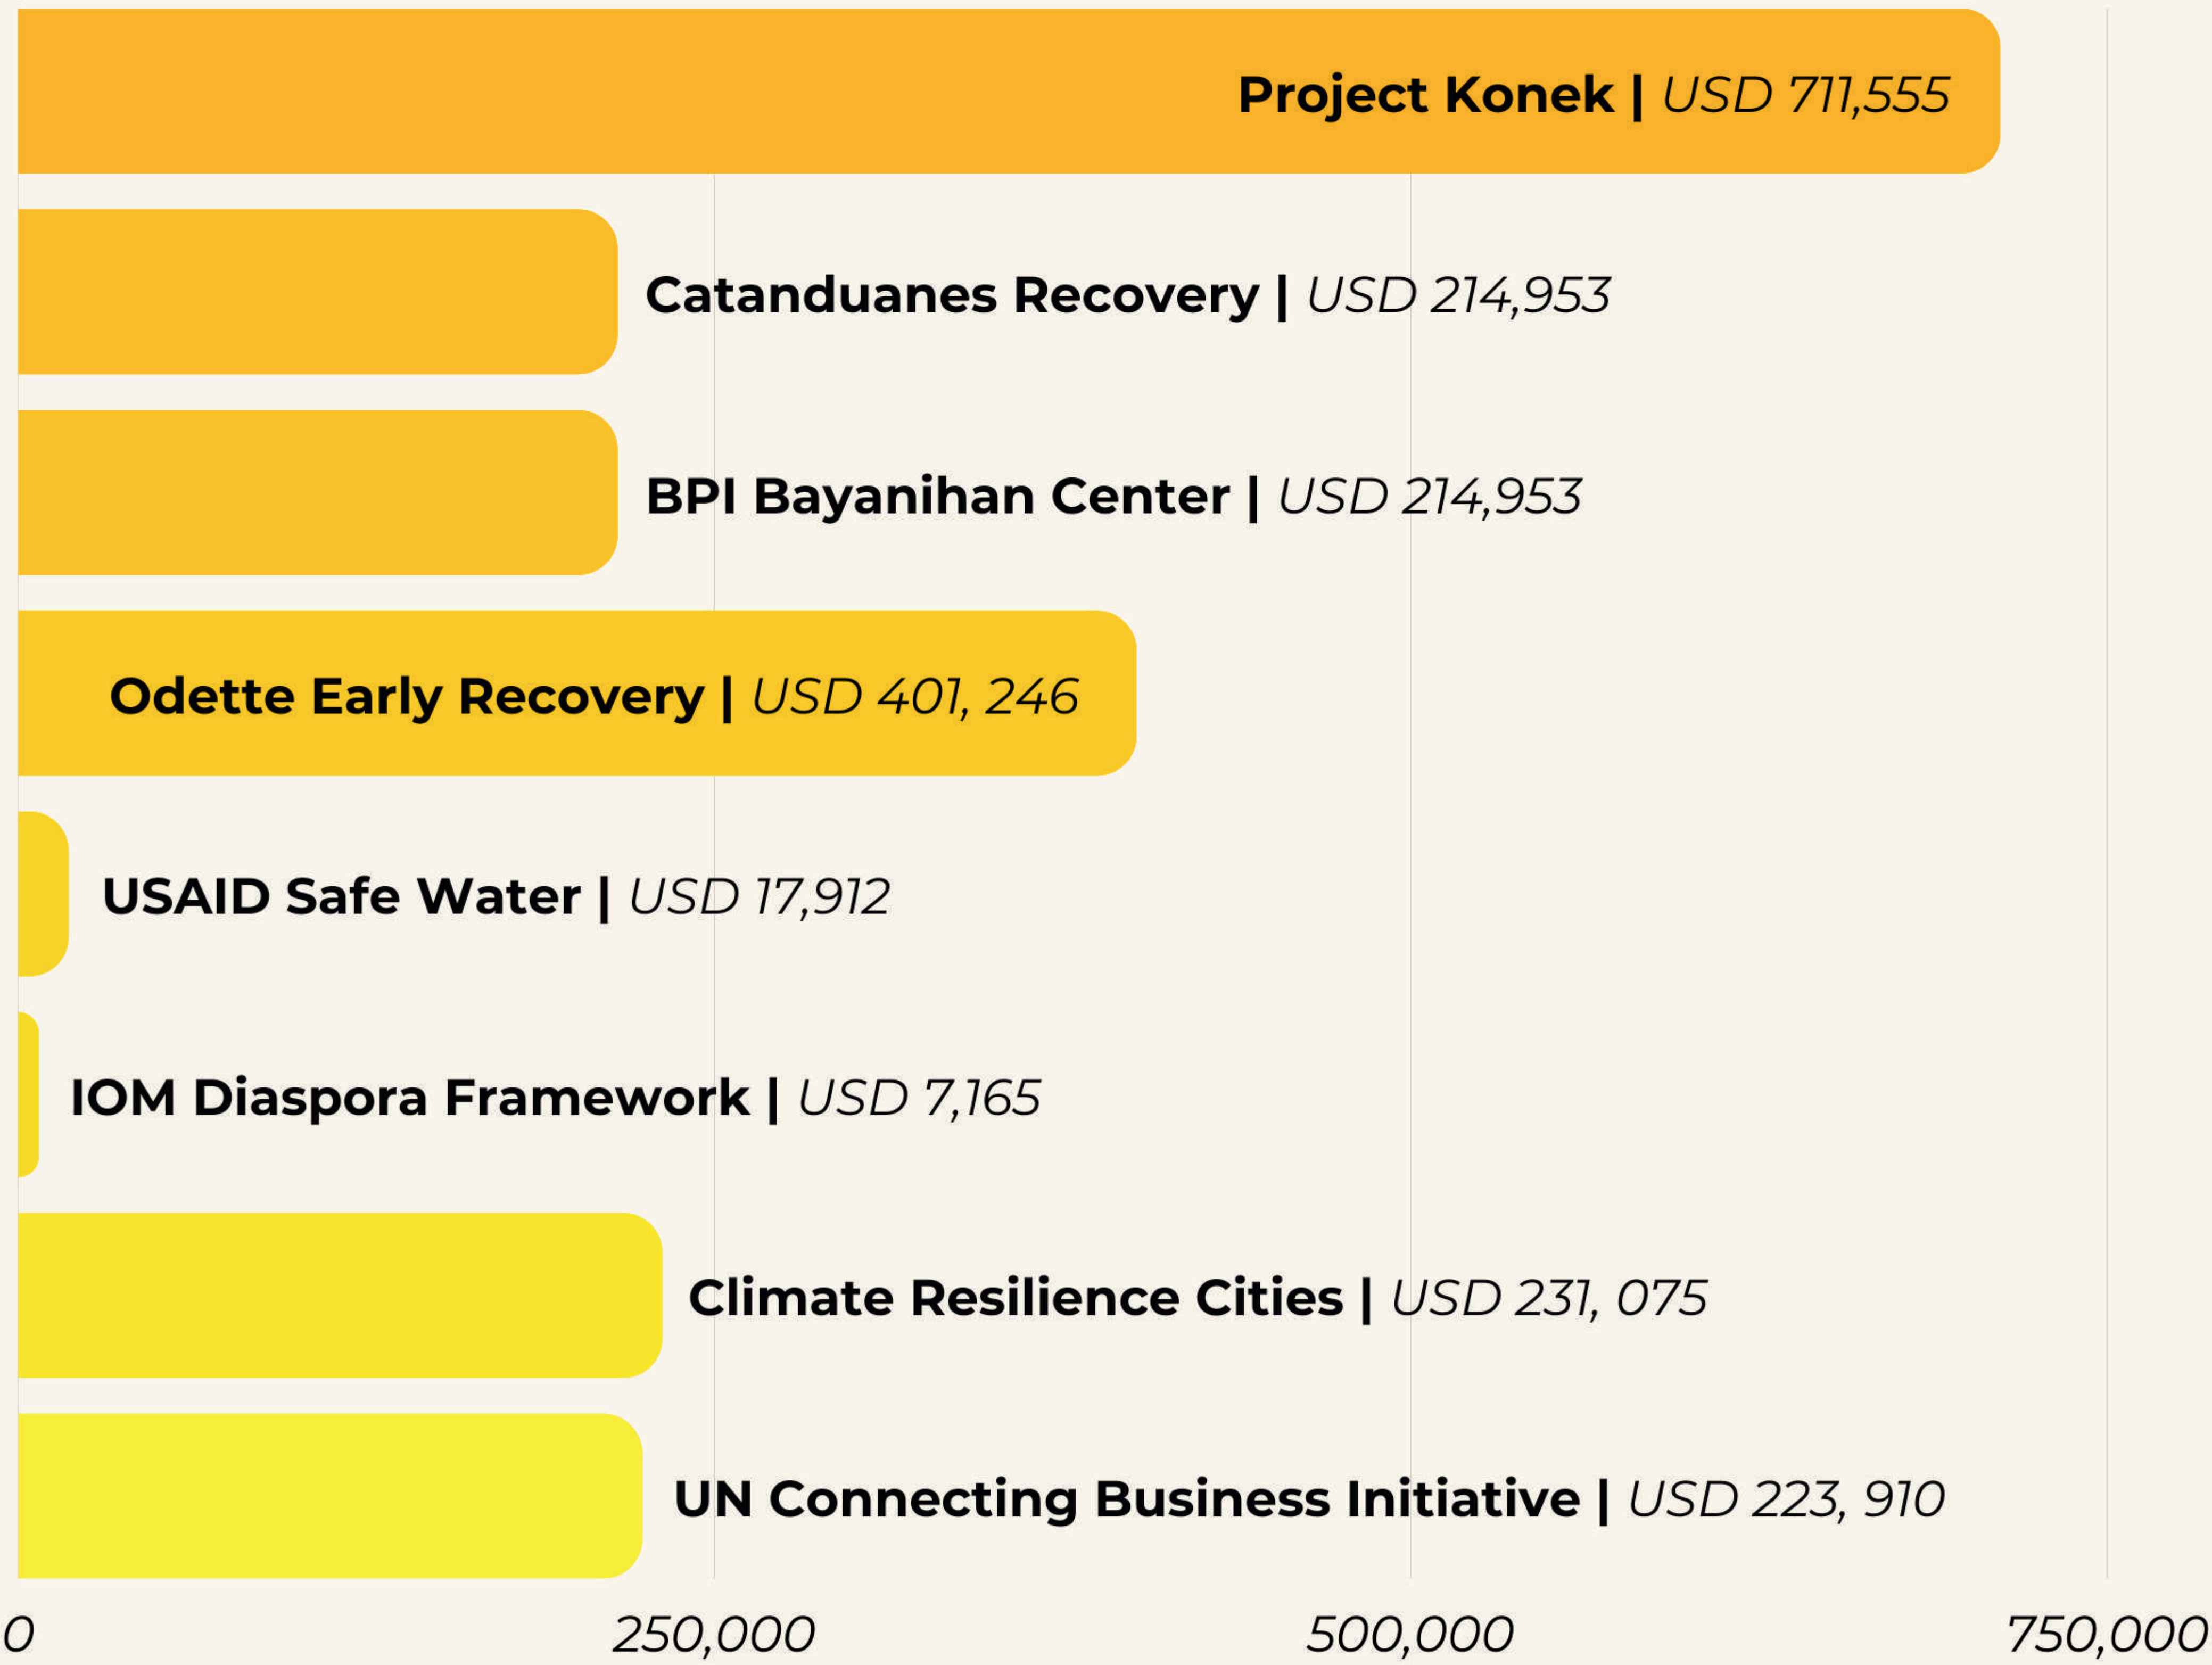 Project Konek | USD 711,555
Catanduanes Recovery | USD 214,953
BPI Bayanihan Center | USD 214,953
Odette Early Recovery | USD 401, 246
USAID Safe Water | USD 17,912
IOM Diaspora Framework | USD 7,165
Climate Resilience Cities | USD 231, 075
UN Connecting Business Initiative | USD 223, 910
0 250,000 500,000 750,000